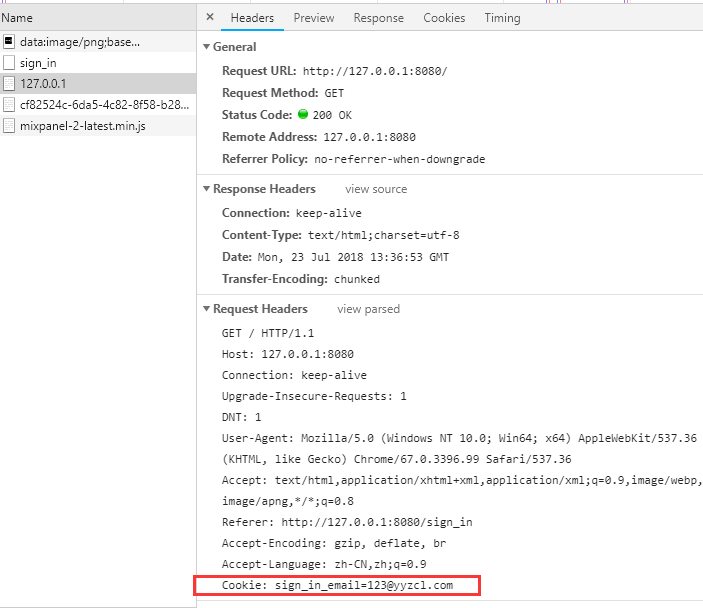 Name
data:image/png;base...
sign_in
127.0.0.1
cf82524c-6da5-4c82-8f58-b28...
mixpanel-2-latest.min.js
× Headers Preview Response Cookies Timing
General
Request URL: http://127.0.0.1:8080/
Request Method: GET
Status Code: 200 OK
Remote Address: 127.0.0.1:8080
Referrer Policy: no-referrer-when-downgrade
Response Headers view source
Connection: keep-alive
Content-Type: text/html;charset=utf-8
Date: Mon, 23 Jul 2018 13:36:53 GMT
Transfer-Encoding: chunked
Request Headers view parsed
GET / HTTP/1.1
Host: 127.0.0.1:8080
Connection: keep-alive
Upgrade-Insecure-Requests: 1
DNT: 1
User-Agent: Mozilla/5.0 (Windows NT 10.0; Win64; x64) AppleWebKit/537.36
(KHTML, like Gecko) Chrome/67.0.3396.99 Safari/537.36
Accept: text/html,application/xhtml+xml,application/xml;q=0.9,image/webp,
image/apng,*/*;q=0.8
Referer: http://127.0.0.1:8080/sign_in
Accept-Encoding: gzip, deflate, br
Accept-Language: zh-CN,zh;q=0.9
Cookie: sign_in_email=123@yyzcl.com